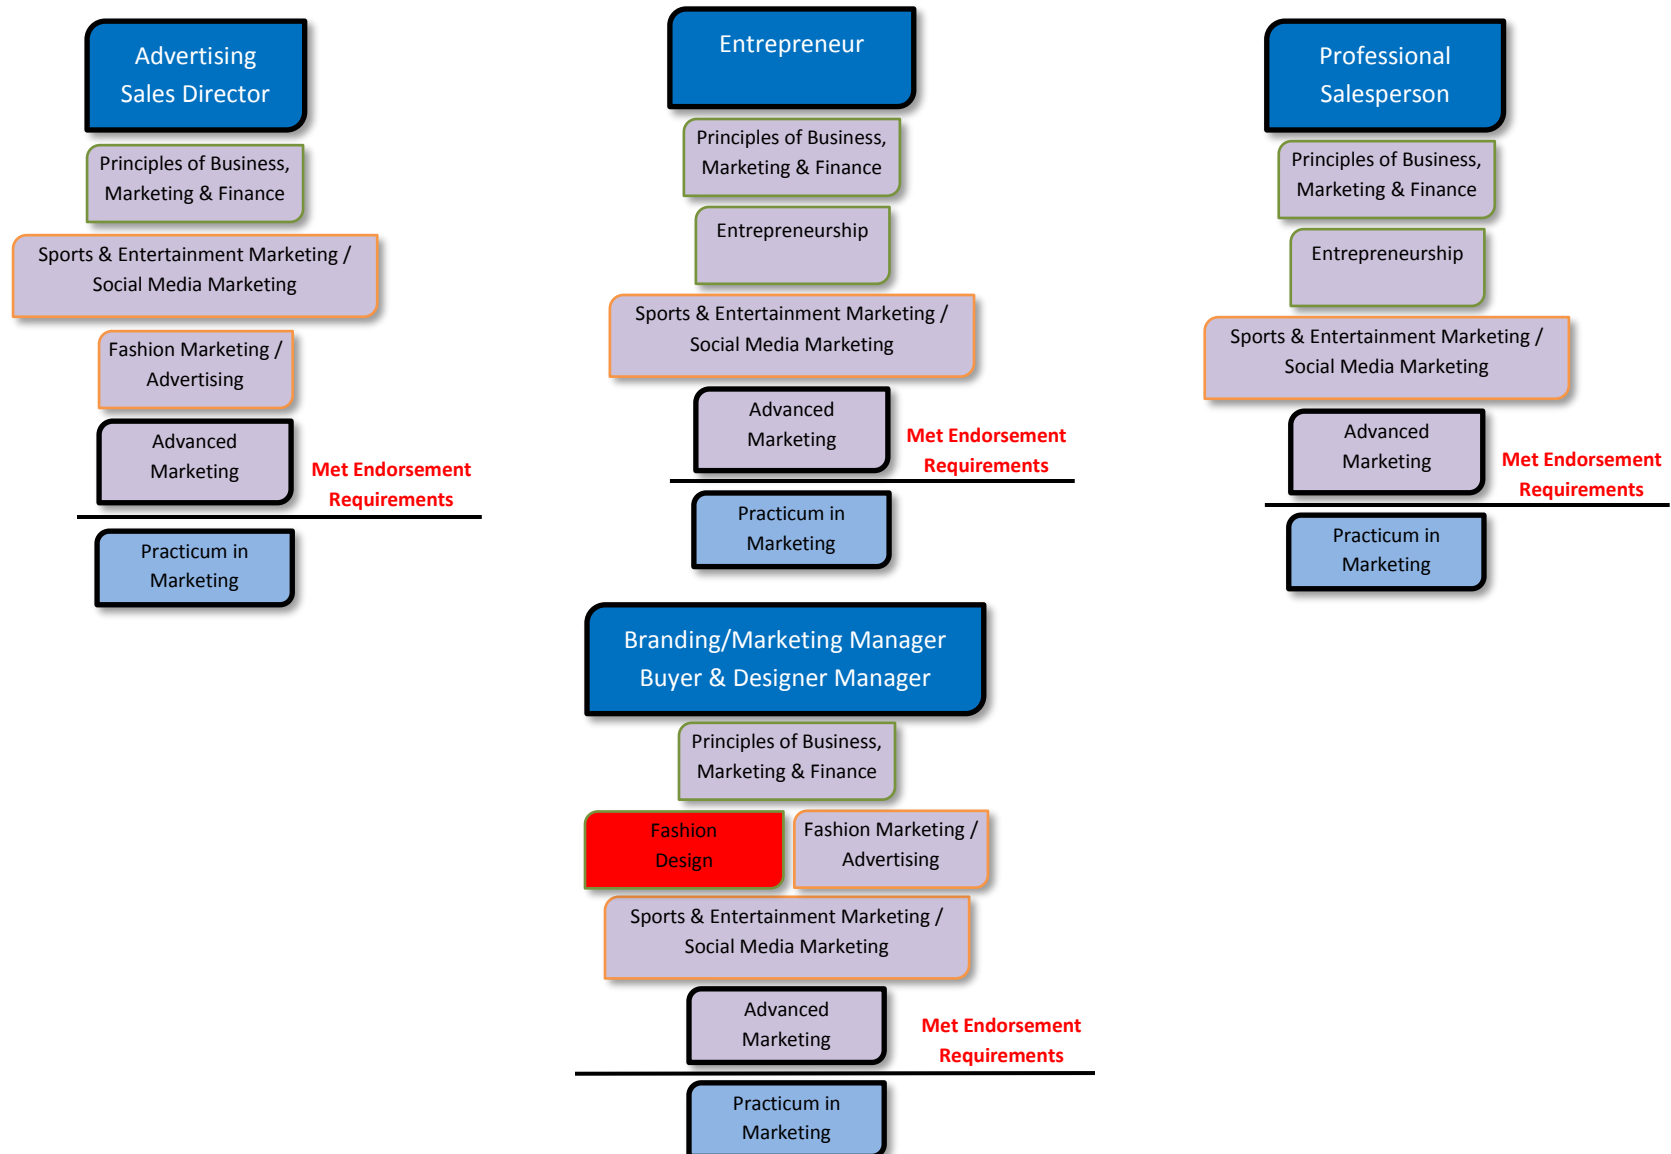 Advertising
Sales Director
Principles of Business,
Marketing & Finance
Sports & Entertainment Marketing /
Social Media Marketing
Fashion Marketing /
Advertising
Advanced
Marketing
Met Endorsement
Requirements
Practicum in
Marketing
Entrepreneur
Principles of Business,
Marketing & Finance
Entrepreneurship
Sports & Entertainment Marketing /
Social Media Marketing
Advanced
Marketing
Met Endorsement
Requirements
Practicum in
Marketing
Professional
Salesperson
Principles of Business,
Marketing & Finance
Entrepreneurship
Sports & Entertainment Marketing /
Social Media Marketing
Advanced
Marketing
Met Endorsement
Requirements
Practicum in
Marketing
Branding/Marketing Manager
Buyer & Designer Manager
Principles of Business,
Marketing & Finance
Fashion
Design
Fashion Marketing /
Advertising
Sports & Entertainment Marketing /
Social Media Marketing
Advanced
Marketing
Met Endorsement
Requirements
Practicum in
Marketing